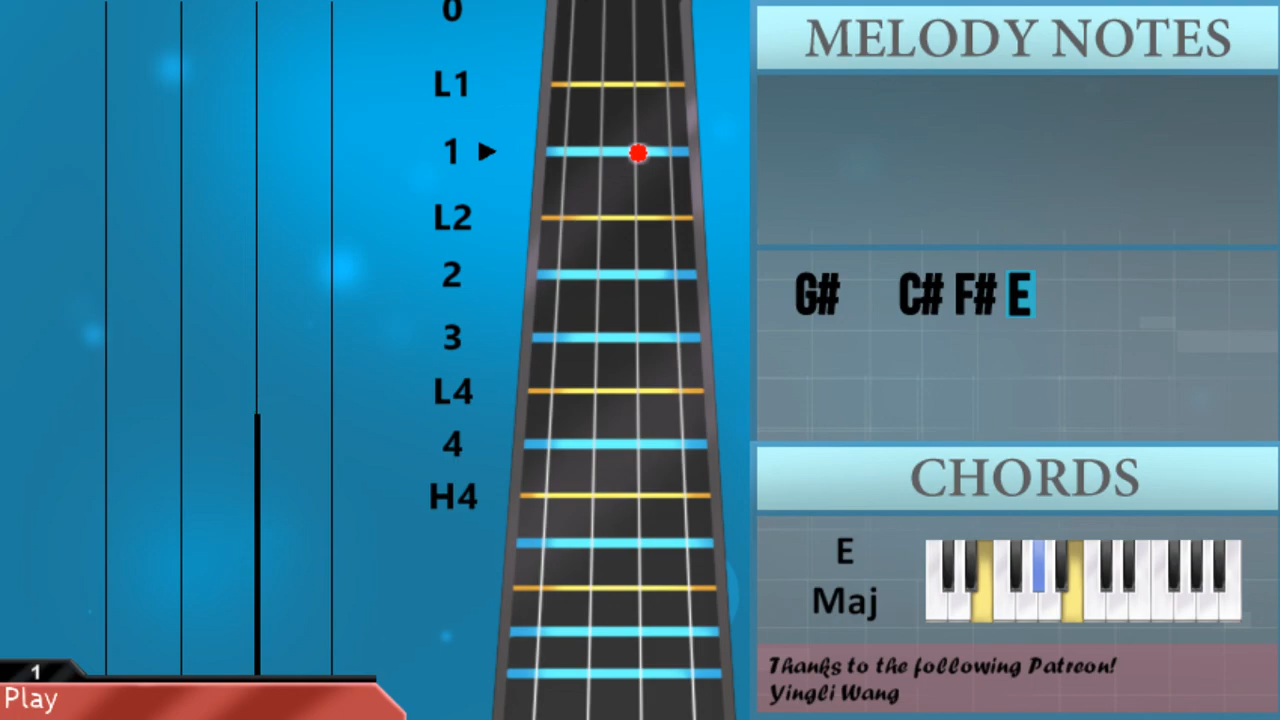 0
L1
1 ►
L2
2
3
L4
4
H4
1
Play
MELODY NOTES
G# C# F# E
CHORDS
E
Maj
Thanks to the following Patreon!
Yingli Wang